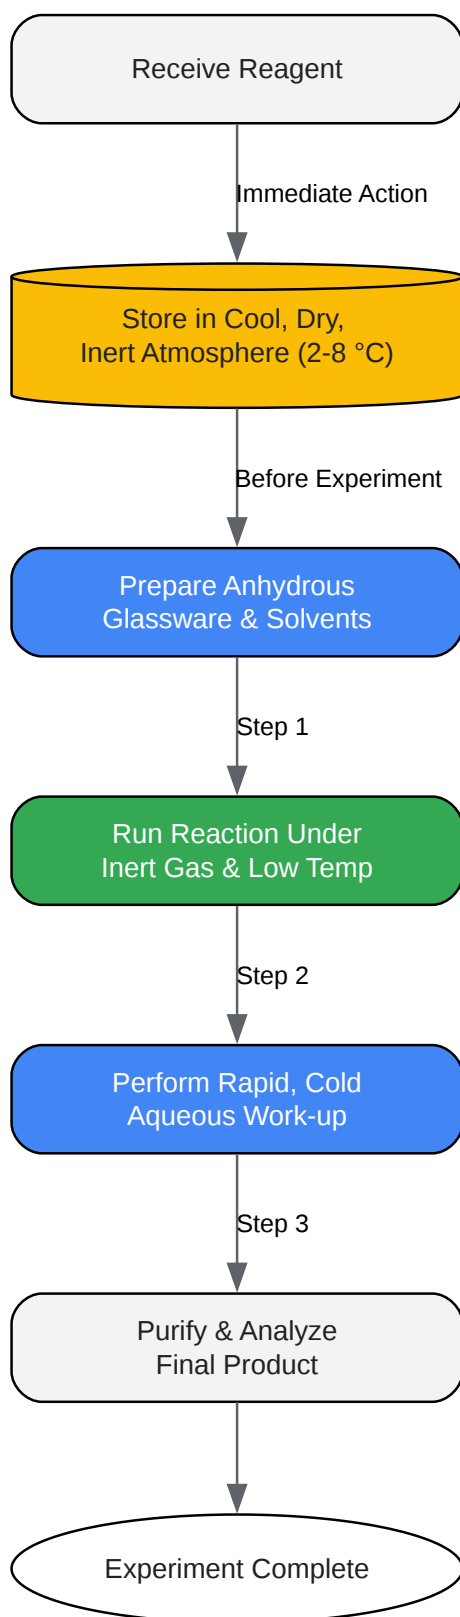 Receive Reagent
Immediate Action
Store in Cool, Dry,
Inert Atmosphere (2-8 °C)
Before Experiment
Prepare Anhydrous
Glassware & Solvents
Step 1
Run Reaction Under
Inert Gas & Low Temp
Step 2
Perform Rapid, Cold
Aqueous Work-up
Step 3
Purify & Analyze
Final Product
Experiment Complete